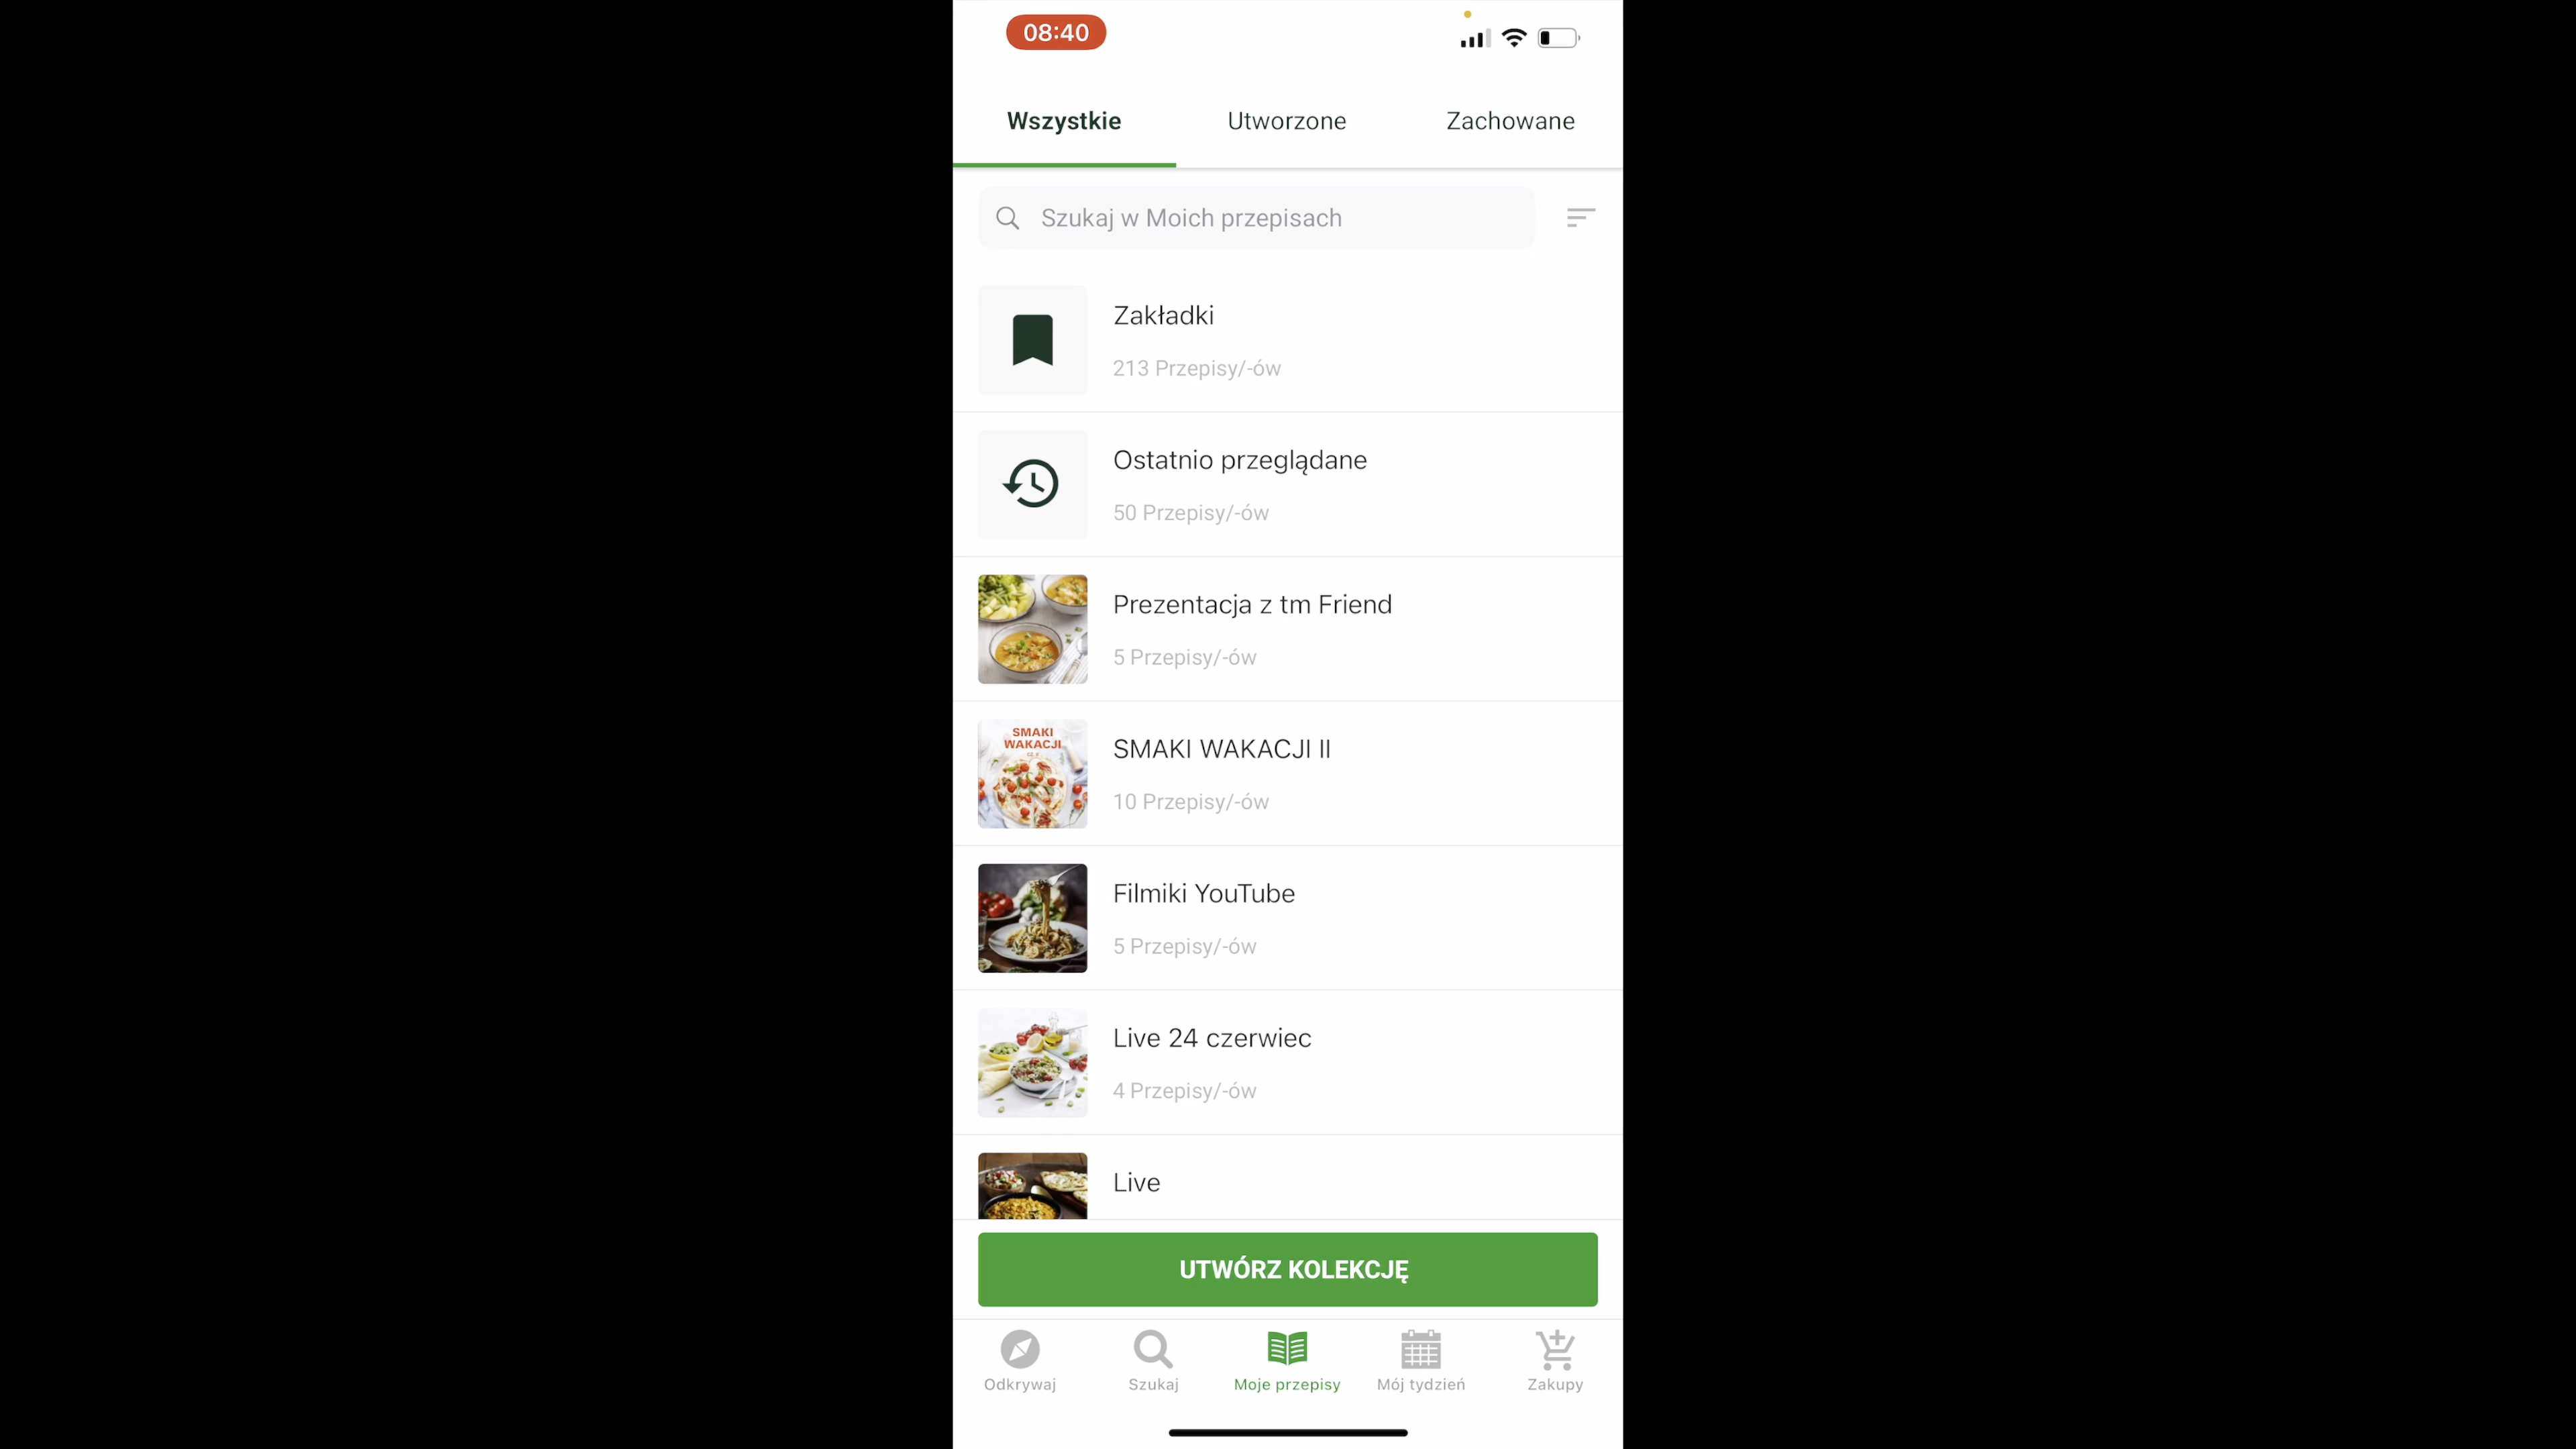 08:40
Wszystkie
Utworzone
Zachowane
Szukaj w Moich przepisach
Zakładki
213 Przepisy/-ów
Ostatnio przeglądane
50 Przepisy/-ów
Prezentacja z tm Friend
5 Przepisy/-ów
SMAKI
WAKACJI
SMAKI WAKACJI II
10 Przepisy/-ów
Filmiki YouTube
5 Przepisy/-ów
Live 24 czerwiec
4 Przepisy/-ów
Live
UTWÓRZ KOLEKCJĘ
Odkrywaj
Szukaj
Moje przepisy
Mój tydzień
Zakupy